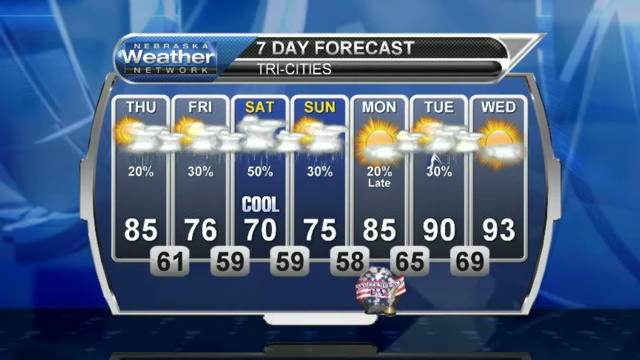 NEBRASKA
Weather
NETWORK
7 DAY FORECAST
TRI-CITIES
THU FRI SAT SUN MON TUE WED
20% 30% 50% 30% 20% 30%
Late
COOL
85 76 70 75 85 90 93
61 59 59 58 65 69